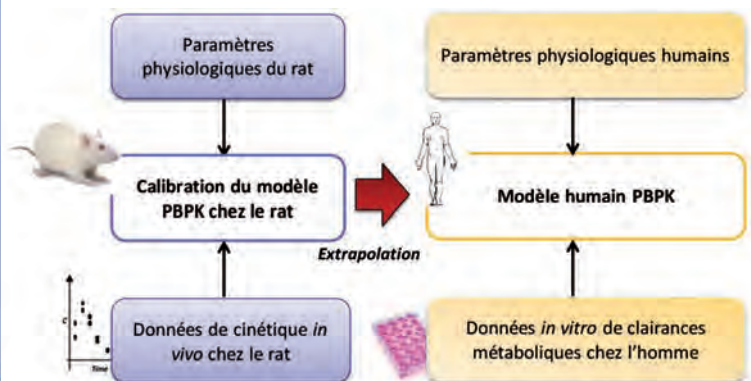 Paramètres
physiologiques du rat
Paramètres physiologiques humains
Calibration du modèle
PBPK chez le rat
Extrapolation
Modèle humain PBPK
C
Time
Données de cinétique in
vivo chez le rat
Données in vitro de clairances
métaboliques chez l'homme